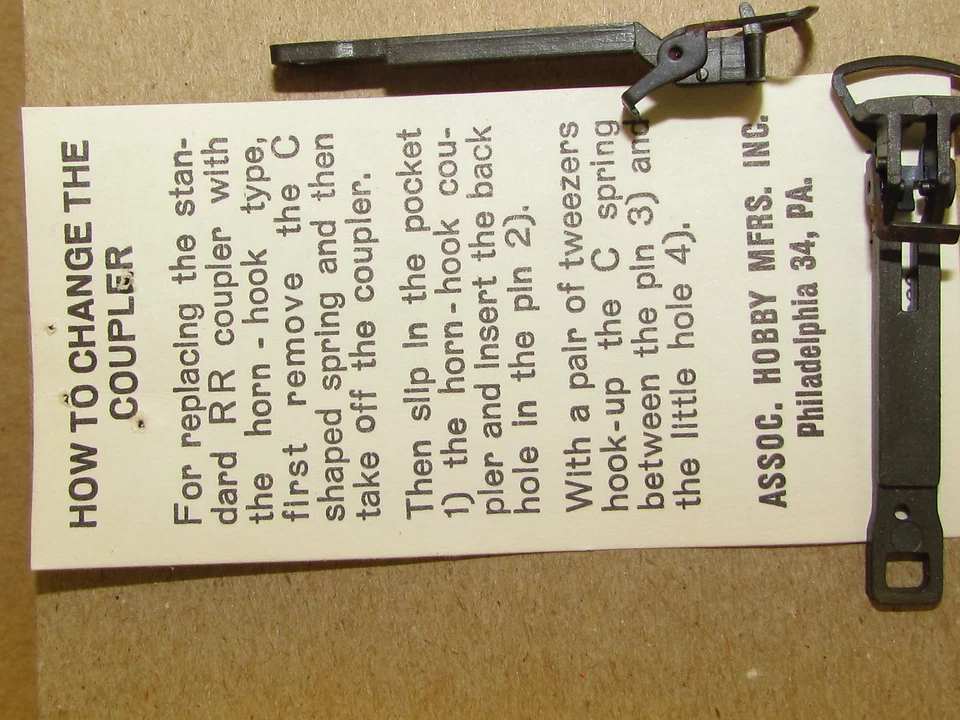 HOW TO CHANGE THE
COUPLER
For replacing the stan-
dard RR coupler with
the horn-hook type,
first remove the C
shaped spring and then
take off the coupler.
Then slip in the pocket
1) the horn-hook cou-
pler and insert the back
hole in the pin 2).
With a pair of tweezers
hook-up the C spring
between the pin 3) and
the little hole 4).
ASSOC. HOBBY MFRS. INC.
Philadelphia 34, PA.